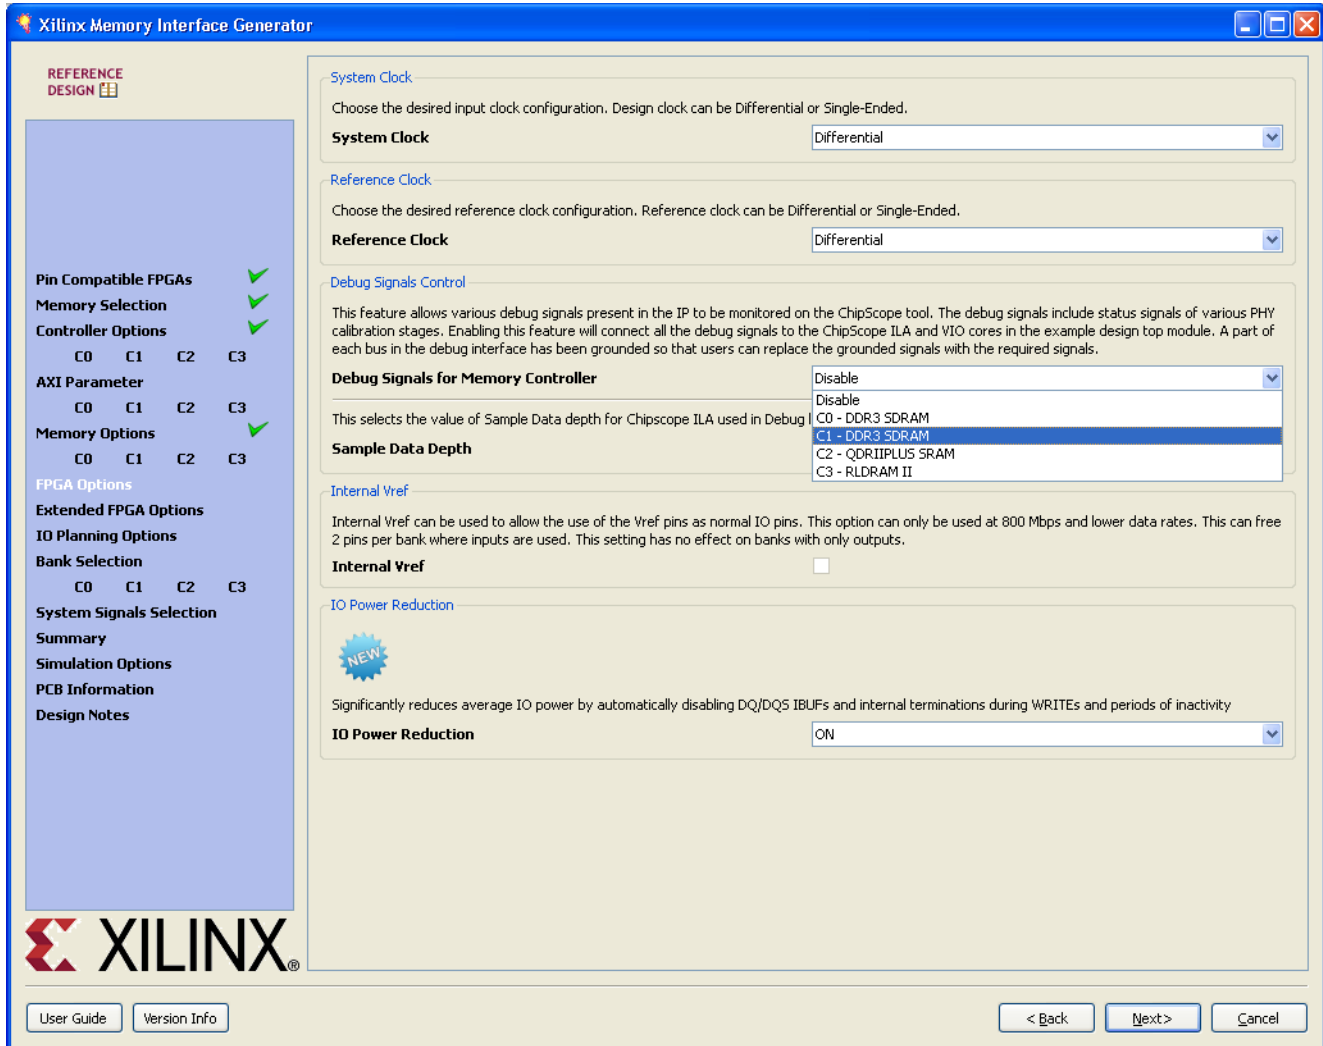 Xilinx Memory Interface Generator
REFERENCE
DESIGN
Pin Compatible FPGAs
Memory Selection
Controller Options
C0 C1 C2 C3
AXI Parameter
C0 C1 C2 C3
Memory Options
C0 C1 C2 C3
FPGA Options
Extended FPGA Options
IO Planning Options
Bank Selection
C0 C1 C2 C3
System Signals Selection
Summary
Simulation Options
PCB Information
Design Notes
XILINX®
System Clock
Choose the desired input clock configuration. Design clock can be Differential or Single-Ended.
System Clock Differential
Reference Clock
Choose the desired reference clock configuration. Reference clock can be Differential or Single-Ended.
Reference Clock Differential
Debug Signals Control
This feature allows various debug signals present in the IP to be monitored on the ChipScope tool. The debug signals include status signals of various PHY
calibration stages. Enabling this feature will connect all the debug signals to the ChipScope ILA and VIO cores in the example design top module. A part of
each bus in the debug interface has been grounded so that users can replace the grounded signals with the required signals.
Debug Signals for Memory Controller Disable
Disable
C0 - DDR3 SDRAM
C1 - DDR3 SDRAM
C2 - QDRIIPLUS SRAM
C3 - RLDRAM II
This selects the value of Sample Data depth for Chipscope ILA used in Debug
Sample Data Depth
Internal Vref
Internal Vref can be used to allow the use of the Vref pins as normal IO pins. This option can only be used at 800 Mbps and lower data rates. This can free
2 pins per bank where inputs are used. This setting has no effect on banks with only outputs.
Internal Vref
IO Power Reduction
NEW
Significantly reduces average IO power by automatically disabling DQ/DQS IBUFs and internal terminations during WRITEs and periods of inactivity
IO Power Reduction ON
User Guide Version Info < Back Next> Cancel